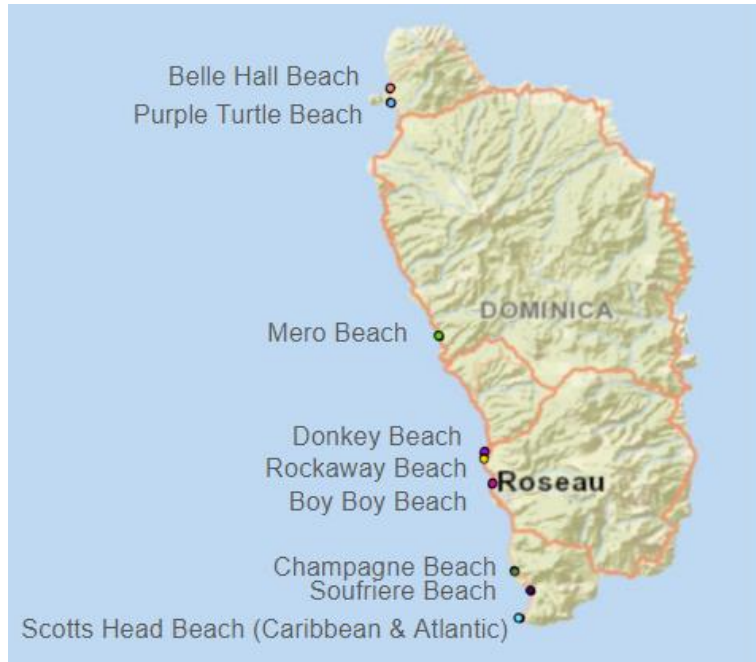 Belle Hall Beach
Purple Turtle Beach
DOMINICA
Mero Beach
Donkey Beach
Rockaway Beach
Roseau
Boy Boy Beach
Champagne Beach
Soufriere Beach
Scotts Head Beach (Caribbean & Atlantic)